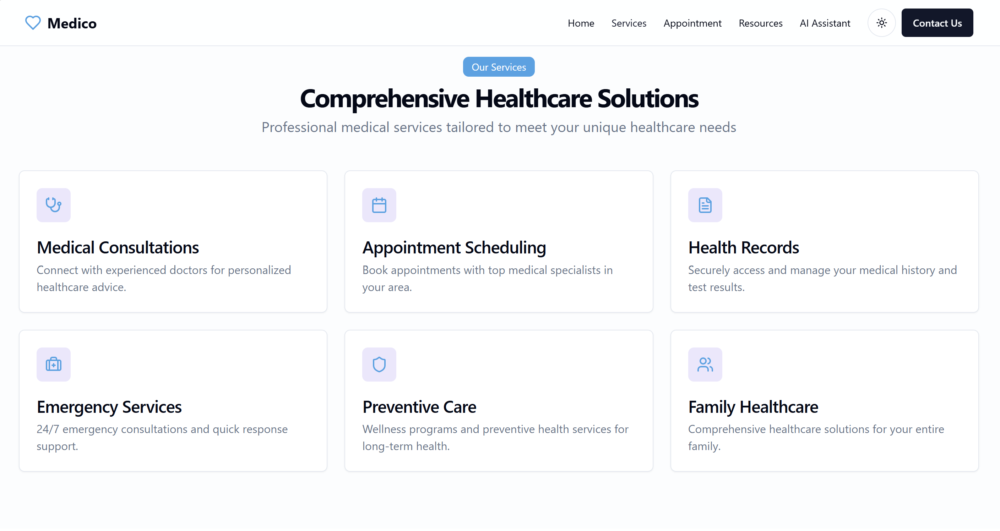 Medico
Home
Services
Appointment
Resources
AI Assistant
Contact Us
Our Services
Comprehensive Healthcare Solutions
Professional medical services tailored to meet your unique healthcare needs
Medical Consultations
Connect with experienced doctors for personalized
healthcare advice.
Appointment Scheduling
Book appointments with top medical specialists in
your area.
Health Records
Securely access and manage your medical history and
test results.
Emergency Services
24/7 emergency consultations and quick response
support.
Preventive Care
Wellness programs and preventive health services for
long-term health.
Family Healthcare
Comprehensive healthcare solutions for your entire
family.